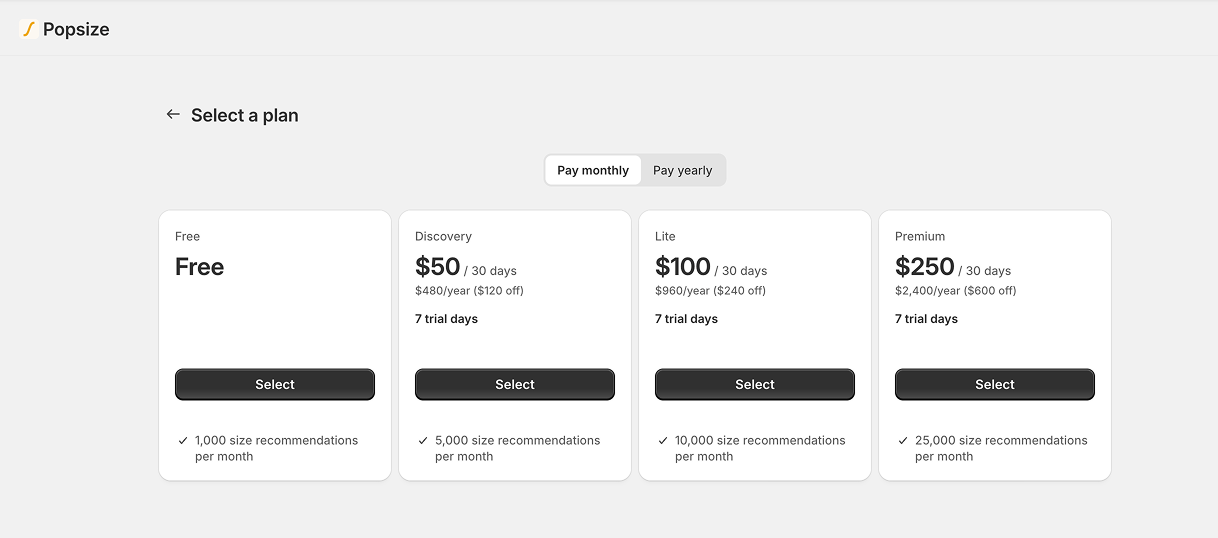 Popsize
← Select a plan
Pay monthly Pay yearly
Free
Free
Select
✓ 1,000 size recommendations
per month
Discovery
$50 / 30 days
$480/year ($120 off)
7 trial days
Select
✓ 5,000 size recommendations
per month
Lite
$100 / 30 days
$960/year ($240 off)
7 trial days
Select
✓ 10,000 size recommendations
per month
Premium
$250 / 30 days
$2,400/year ($600 off)
7 trial days
Select
✓ 25,000 size recommendations
per month